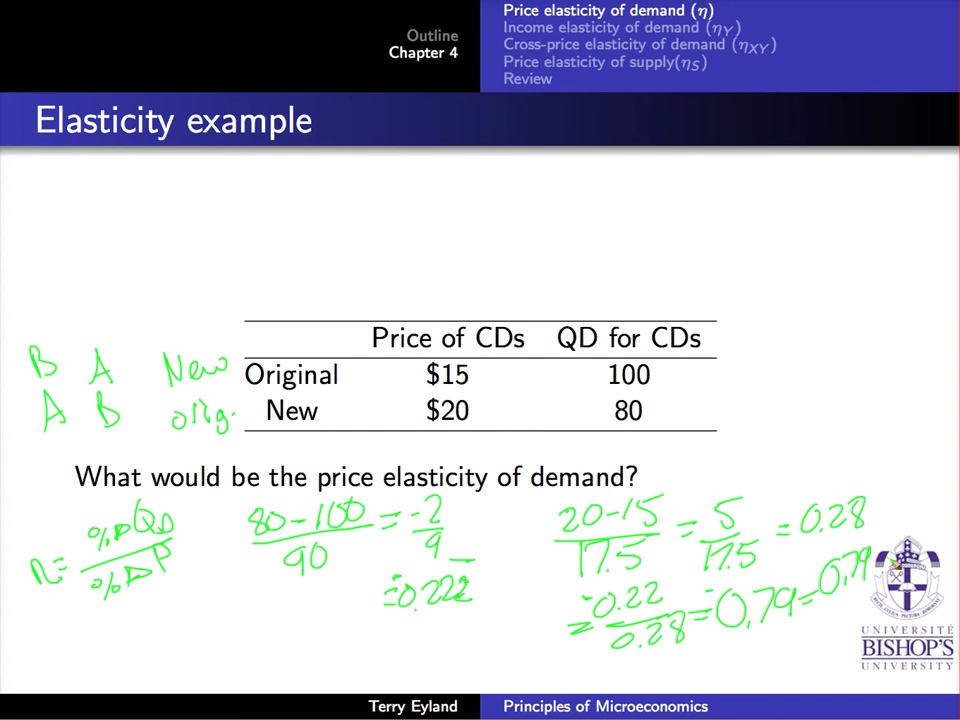 Outline
Chapter 4
Price elasticity of demand (η)
Income elasticity of demand (η_Y)
Cross-price elasticity of demand (η_XY)
Price elasticity of supply(η_S)
Review
Elasticity example
Price of CDs QD for CDs
B A New Original $15 100
A B orig. New $20 80
What would be the price elasticity of demand?
η = %ΔQD / %ΔP
80-100 / 90 = -2/9
= -0.222
20-15 / 17.5 = 5 / 17.5 = 0.28
= -0.22 / 0.28 = -0,79 = 0,79
UNIVERSITÉ
BISHOP'S
UNIVERSITY
Terry Eyland Principles of Microeconomics